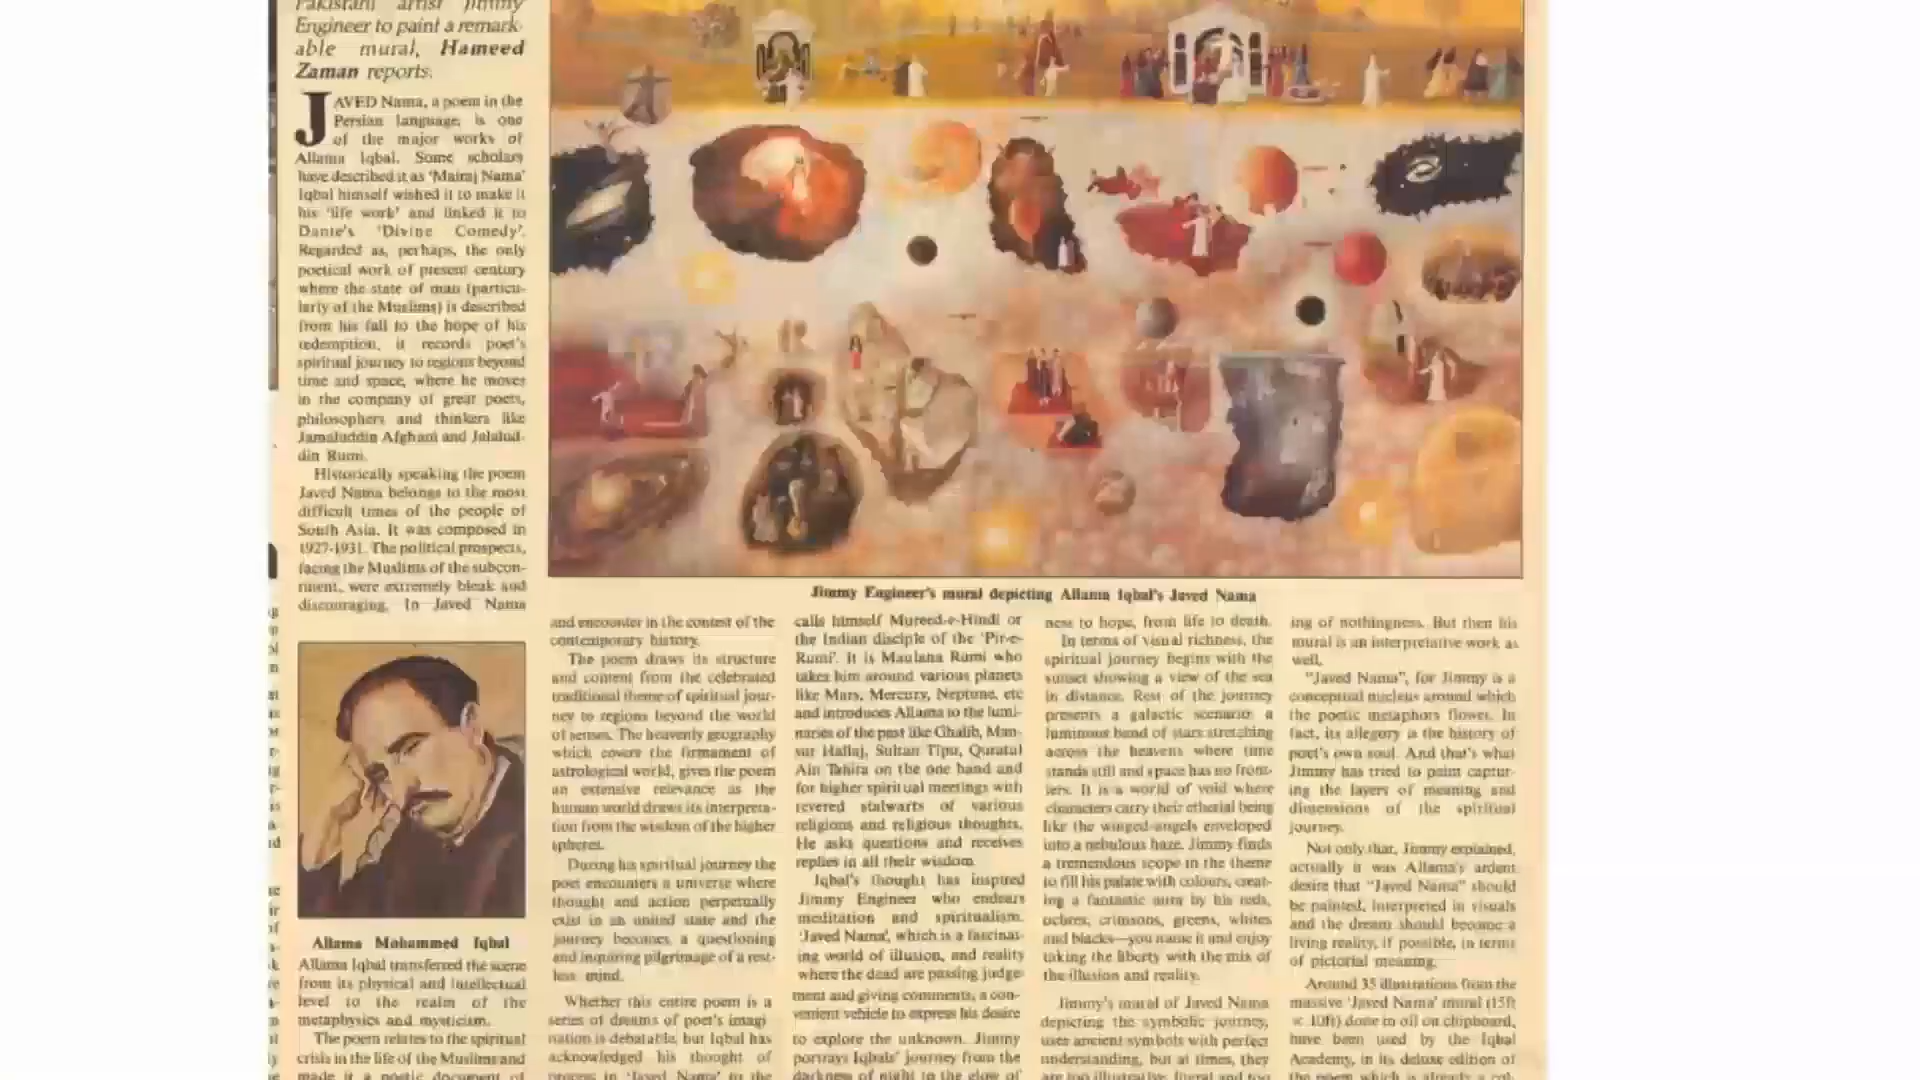 Pakistani artist Jimmy
Engineer to paint a remark-
able mural, Hameed
Zaman reports.
JAVED Nama, a poem in the
Persian language, is one
of the major works of
Allama Iqbal. Some scholars
have described it as 'Mairaj Nama'
Iqbal himself wished it to make it
his 'life work' and linked it to
Dante's 'Divine Comedy'.
Regarded as, perhaps, the only
poetical work of present century
where the state of man (particu-
larly of the Muslims) is described
from his fall to the hope of his
redemption, it records poet's
spiritual journey to regions beyond
time and space, where he moves
in the company of great poets,
philosophers and thinkers like
Jamaluddin Afghani and Jalalud-
din Rumi.
Historically speaking the poem
Javed Nama belongs to the most
difficult times of the people of
South Asia. It was composed in
1927-1931. The political prospects,
facing the Muslims of the subcon-
tinent, were extremely bleak and
discouraging. In Javed Nama
Allama Mohammed Iqbal
Allama Iqbal transferred the scene
from its physical and intellectual
level to the realm of the
metaphysics and mysticism.
The poem relates to the spiritual
crisis in the life of the Muslims and
made it a poetic document of
Jimmy Engineer's mural depicting Allama Iqbal's Javed Nama
and encounter in the context of the
contemporary history.
The poem draws its structure
and content from the celebrated
traditional theme of spiritual jour-
ney to regions beyond the world
of senses. The heavenly geography
which covers the firmament of
astrological world, gives the poem
an extensive relevance as the
human world draws its interpreta-
tion from the wisdom of the higher
spheres.
During his spiritual journey the
poet encounters a universe where
thought and action perpetually
exist in an united state and the
journey becomes a questioning
and inquiring pilgrimage of a rest-
less mind.
Whether this entire poem is a
series of dreams of poet's imagi
nation is debatable, but Iqbal has
acknowledged his thought of
process in 'Javed Nama' to the
calls himself Mureed-e-Hindi or
the Indian disciple of the 'Pir-e-
Rumi'. It is Maulana Rumi who
takes him around various planets
like Mars, Mercury, Neptune, etc
and introduces Allama to the lumi-
naries of the past like Ghalib, Man-
sur Hallaj, Sultan Tipu, Quratul
Ain Tahira on the one hand and
for higher spiritual meetings with
revered stalwarts of various
religions and religious thoughts.
He asks questions and receives
replies in all their wisdom.
Iqbal's thought has inspired
Jimmy Engineer who endears
meditation and spiritualism.
'Javed Nama', which is a fascinat-
ing world of illusion, and reality
where the dead are passing judge-
ment and giving comments, a con-
venient vehicle to express his desire
to explore the unknown. Jimmy
portrays Iqbals' journey from the
darkness of night to the glow of
ness to hope, from life to death.
In terms of visual richness, the
spiritual journey begins with the
sunset showing a view of the sea
in distance. Rest of the journey
presents a galactic scenario: a
luminous band of stars stretching
across the heavens where time
stands still and space has no front-
iers. It is a world of void where
characters carry their etherial being
like the winged-angels enveloped
into a nebulous haze. Jimmy finds
a tremendous scope in the theme
to fill his palate with colours, creat-
ing a fantastic aura by his reds,
ochres, crimsons, greens, whites
and blacks—you name it and enjoy
taking the liberty with the mix of
the illusion and reality.
Jimmy's mural of Javed Nama
depicting the symbolic journey,
uses ancient symbols with perfect
understanding, but at times, they
are too illustrative, literal and too
ing of nothingness. But then his
mural is an interpretative work as
well.
"Javed Nama", for Jimmy is a
conceptual nucleus around which
the poetic metaphors flower. In
fact, its allegory is the history of
poet's own soul. And that's what
Jimmy has tried to paint captur-
ing the layers of meaning and
dimensions of the spiritual
journey.
Not only that, Jimmy explained,
actually it was Allama's ardent
desire that "Javed Nama" should
be painted, interpreted in visuals
and the dream should become a
living reality, if possible, in terms
of pictorial meaning.
Around 35 illustrations from the
massive 'Javed Nama' mural (15ft
× 10ft) done in oil on chipboard,
have been used by the Iqbal
Academy, in its deluxe edition of
the poem which is already a